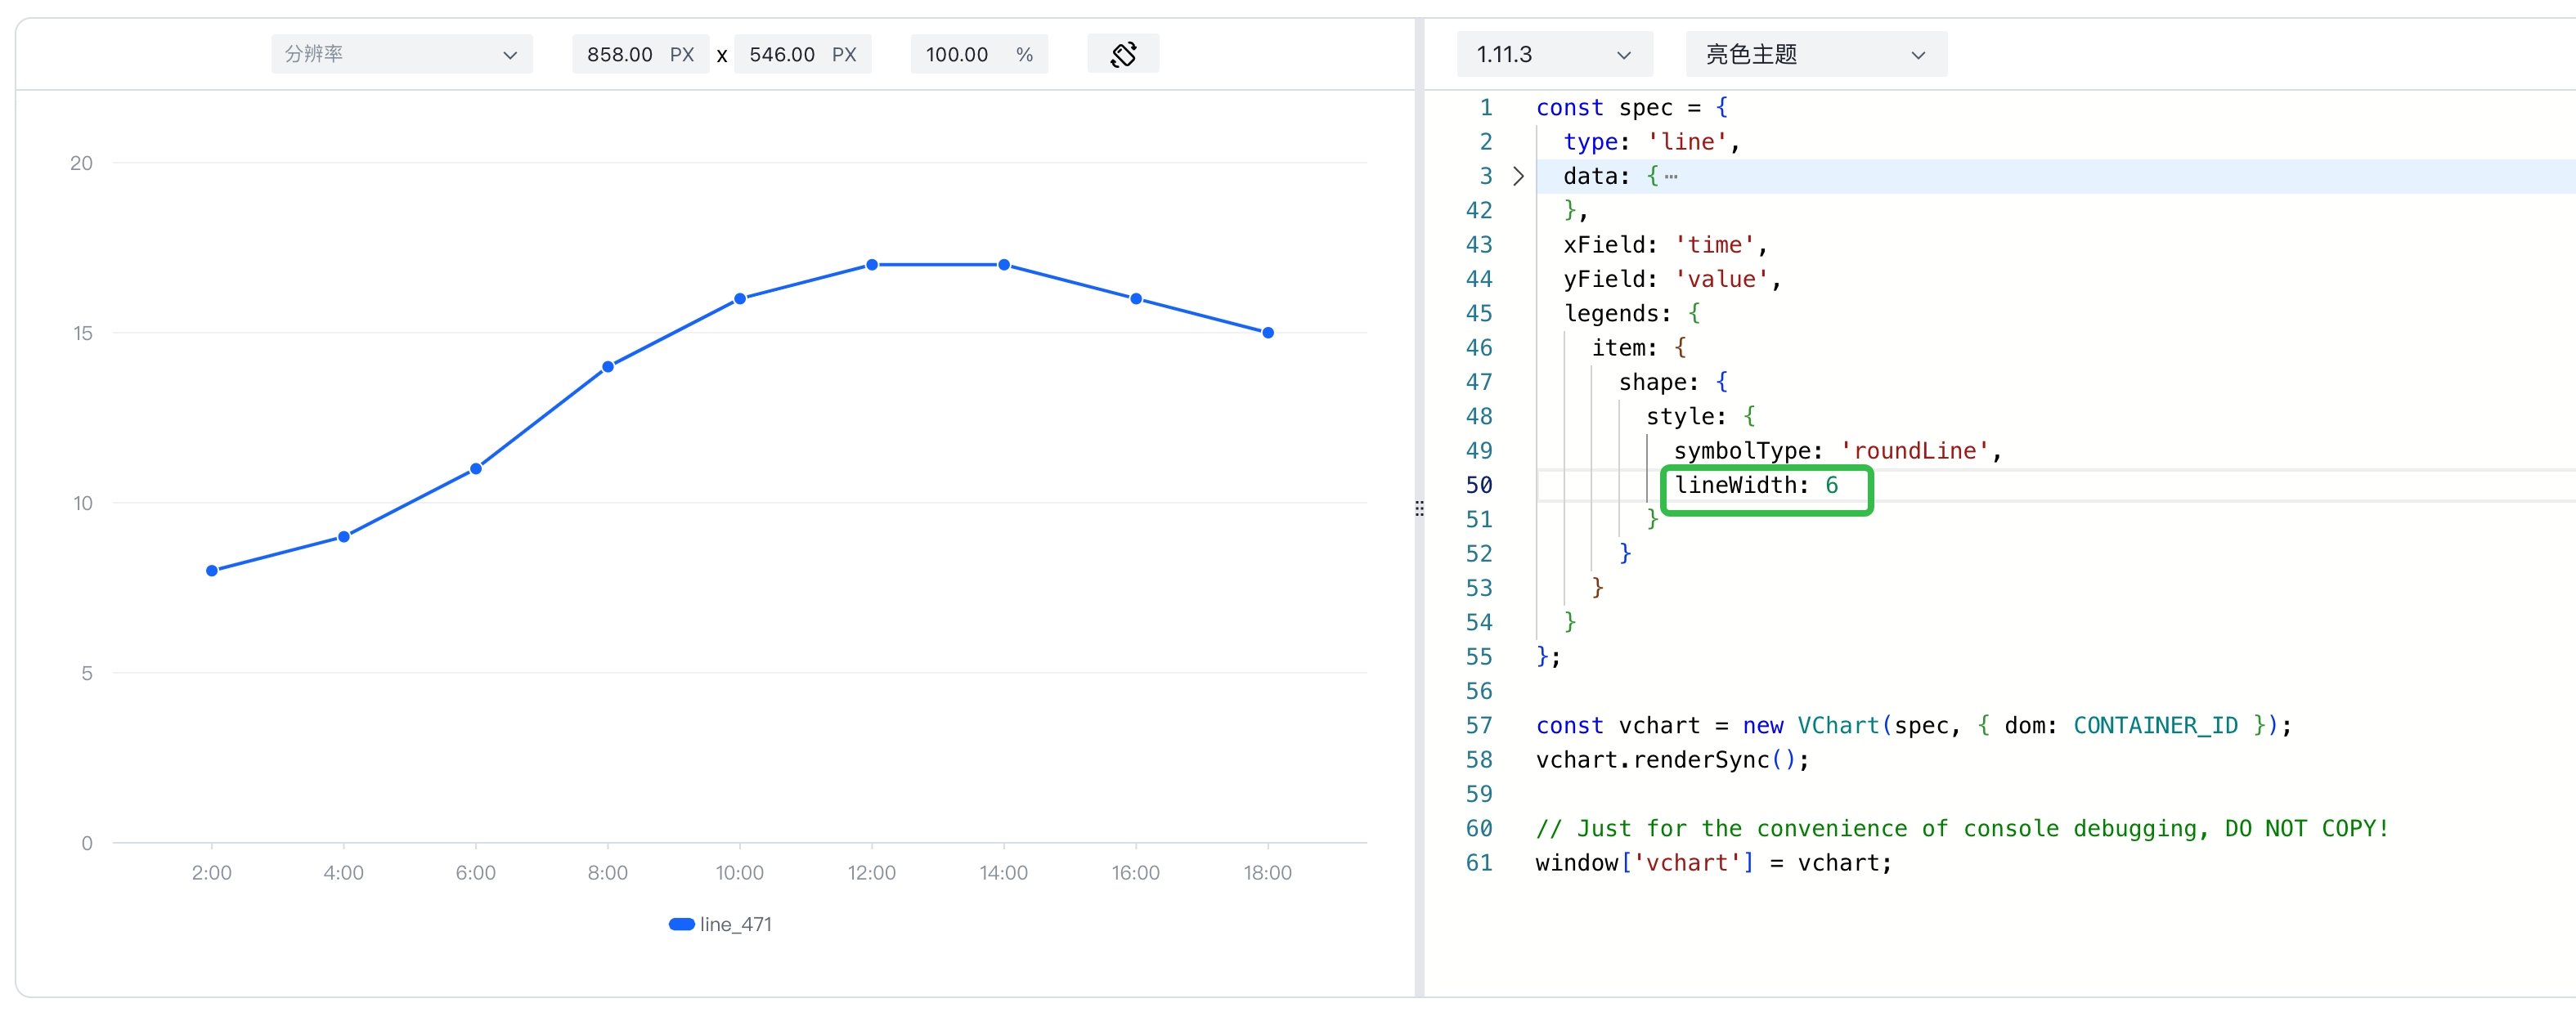 分辨率 858.00 PX x 546.00 PX 100.00 %
20
15
10
5
0
2:00 4:00 6:00 8:00 10:00 12:00 14:00 16:00 18:00
line_471
1.11.3 亮色主题
1 const spec = {
2 type: 'line',
3 data: { ⋯
42 },
43 xField: 'time',
44 yField: 'value',
45 legends: {
46 item: {
47 shape: {
48 style: {
49 symbolType: 'roundLine',
50 lineWidth: 6
51 }
52 }
53 }
54 }
55 };
56
57 const vchart = new VChart(spec, { dom: CONTAINER_ID });
58 vchart.renderSync();
59
60 // Just for the convenience of console debugging, DO NOT COPY!
61 window['vchart'] = vchart;